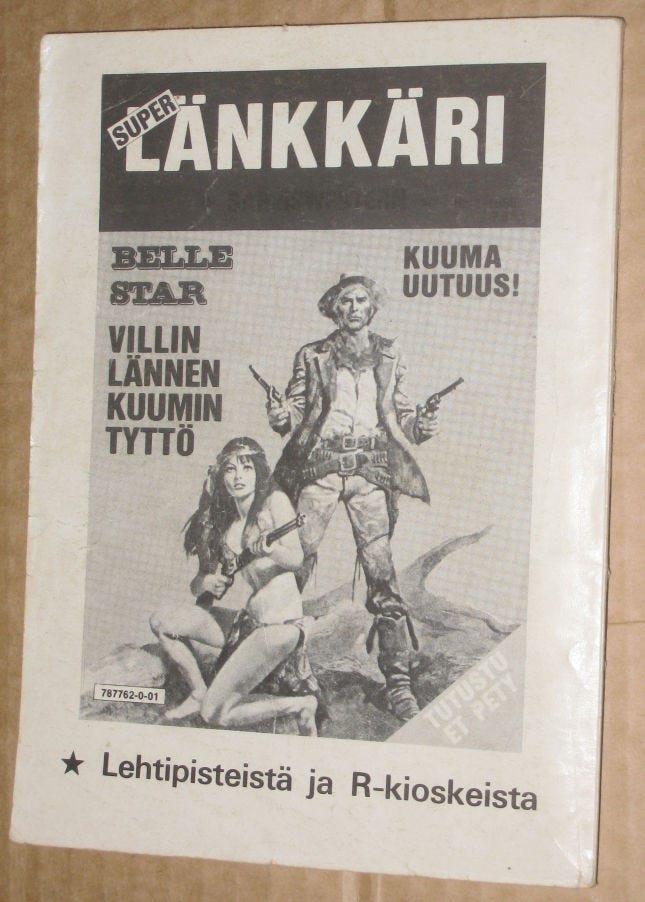 SUPER
LÄNKKÄRI
BELLE
STAR
KUUMA
UUTUUS!
VILLIN
LÄNNEN
KUUMIN
TYTTÖ
787762-0-01
TUTUSTU
ET PETY
★ Lehtipisteistä ja R-kioskeista